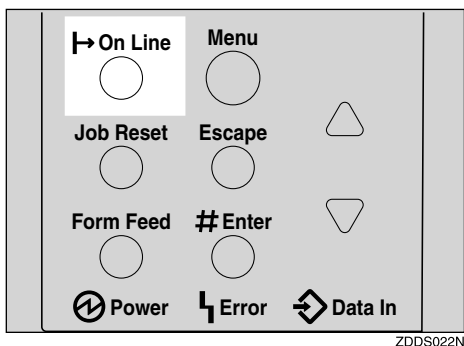 On Line Menu
Job Reset Escape
Form Feed # Enter
Power Error Data In
ZDDS022N